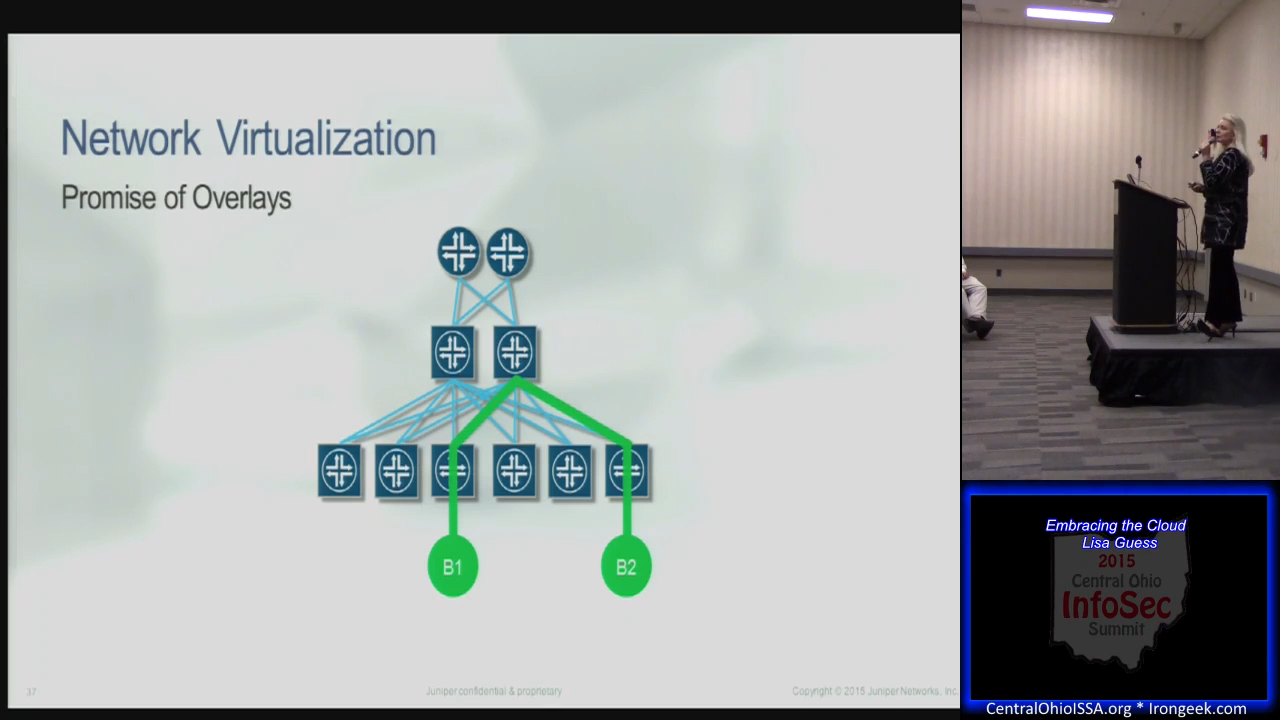 Network Virtualization
Promise of Overlays
B1
B2
37
Juniper confidential & proprietary
Copyright © 2015 Juniper Networks, Inc.
Embracing the Cloud
Lisa Guess
2015
Central Ohio
InfoSec
Summit
CentralOhioISSA.org * Irongeek.com